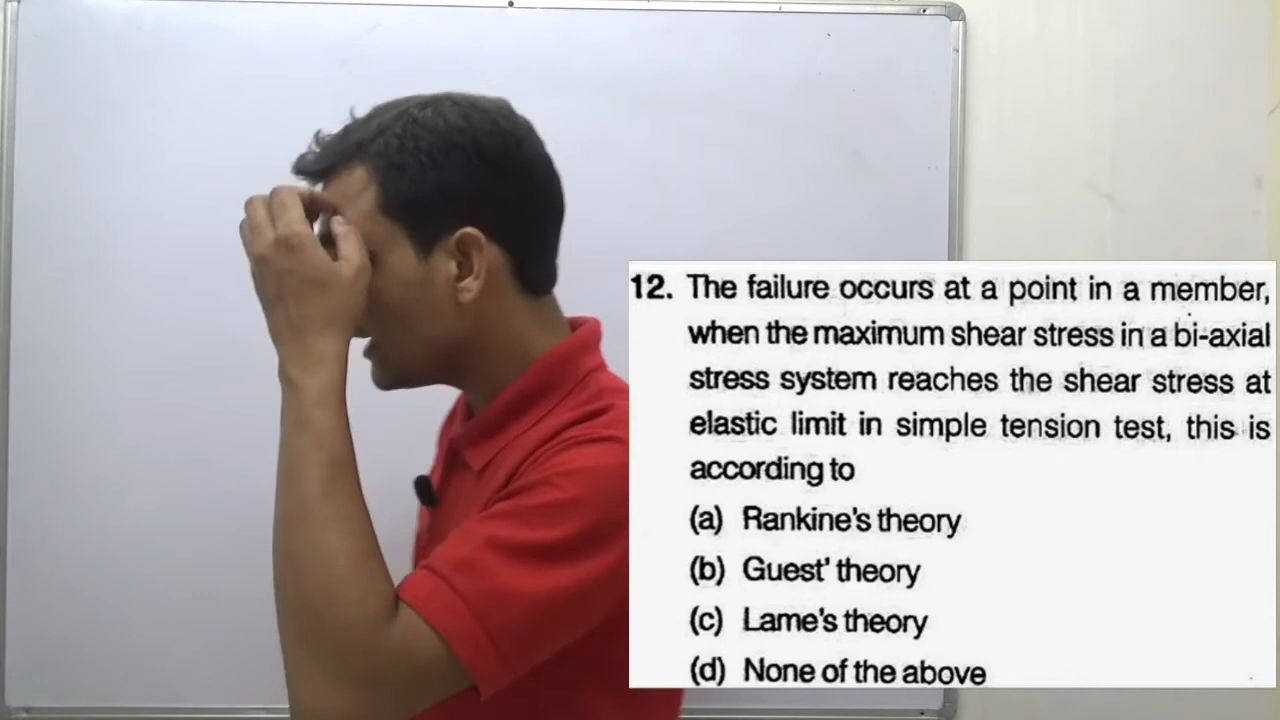 12. The failure occurs at a point in a member,
when the maximum shear stress in a bi-axial
stress system reaches the shear stress at
elastic limit in simple tension test, this is
according to
(a) Rankine's theory
(b) Guest' theory
(c) Lame's theory
(d) None of the above